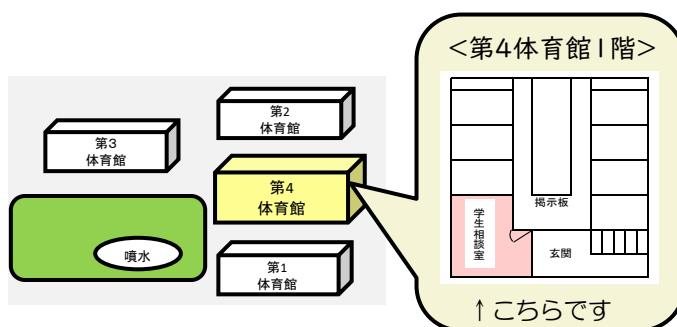 <第4体育館1階>
第2
体育館
第3
体育館
第4
体育館
噴水
第1
体育館
掲示板
学生相談室
玄関
↑こちらです